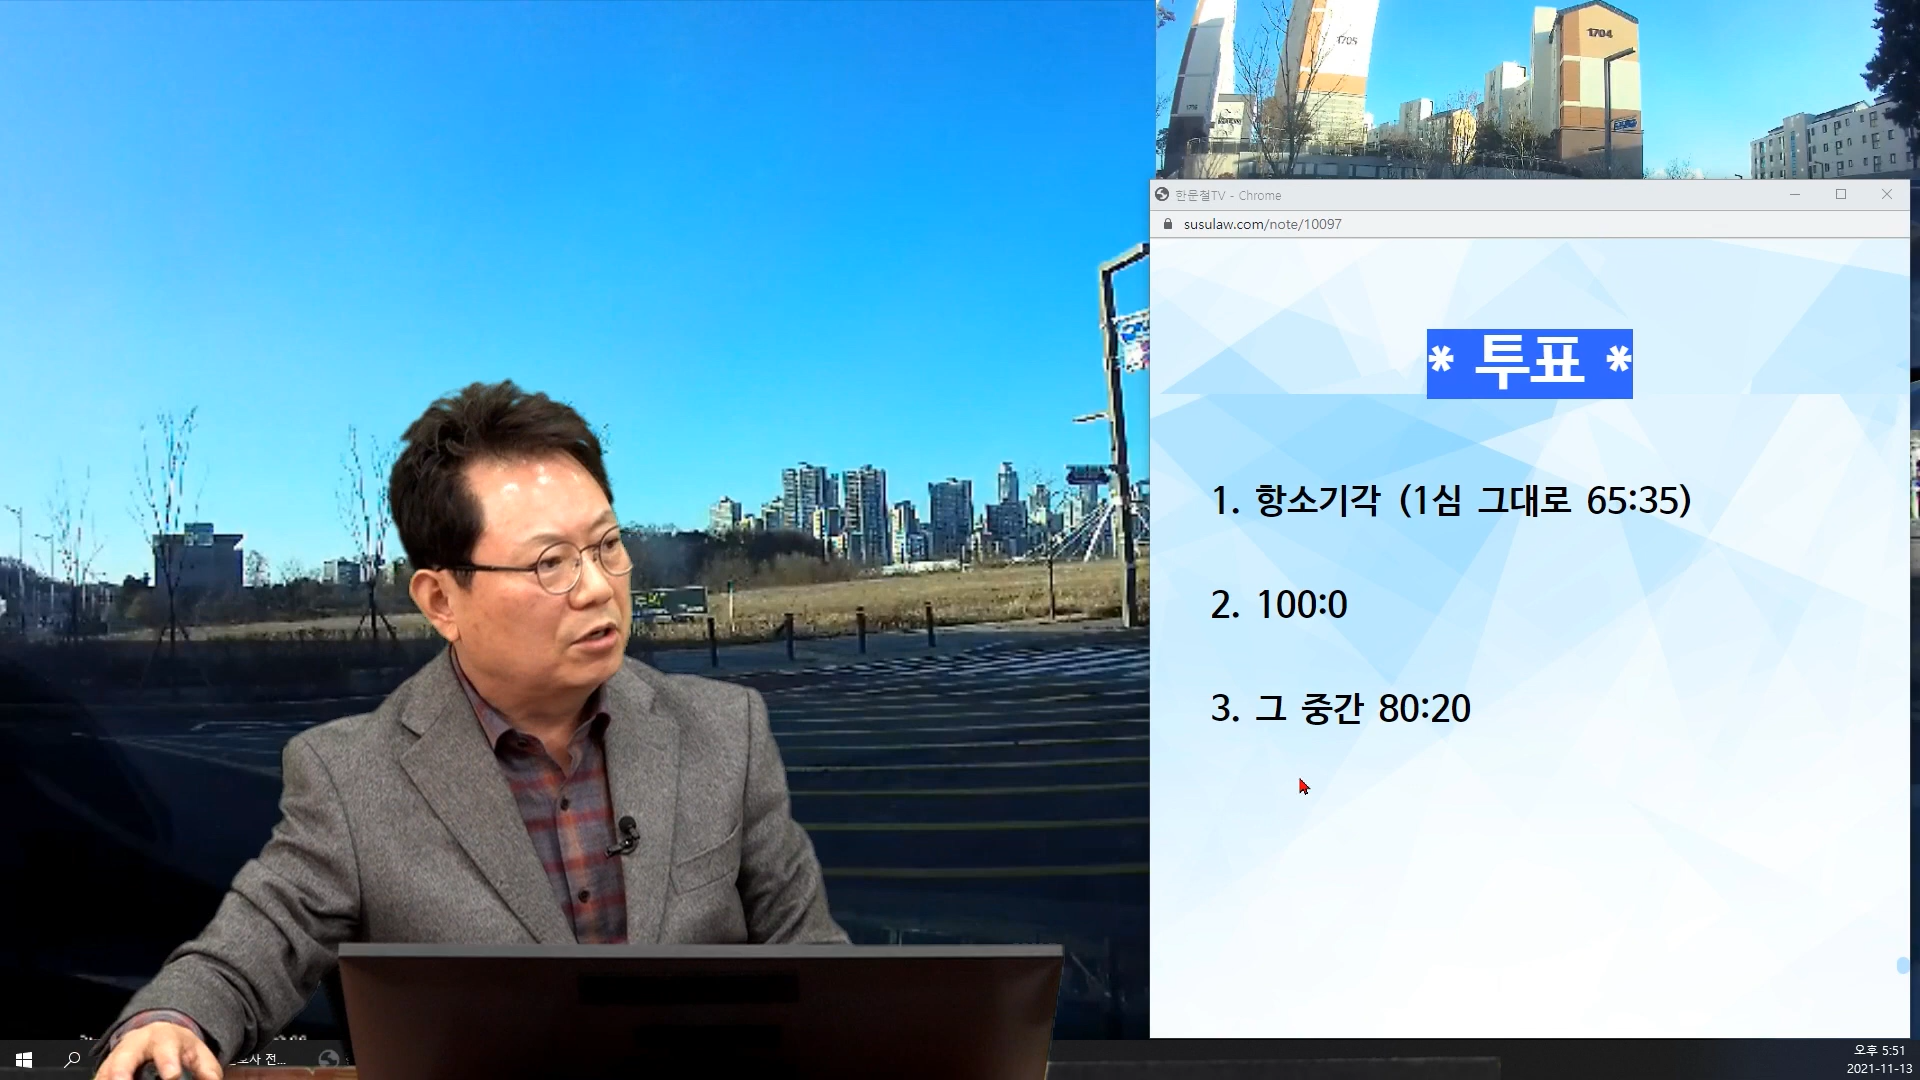 1705
1704
한문철TV - Chrome
susulaw.com/note/10097
* 투표 *
1. 항소기각 (1심 그대로 65:35)
2. 100:0
3. 그 중간 80:20
전...
오후 5:51
2021-11-13